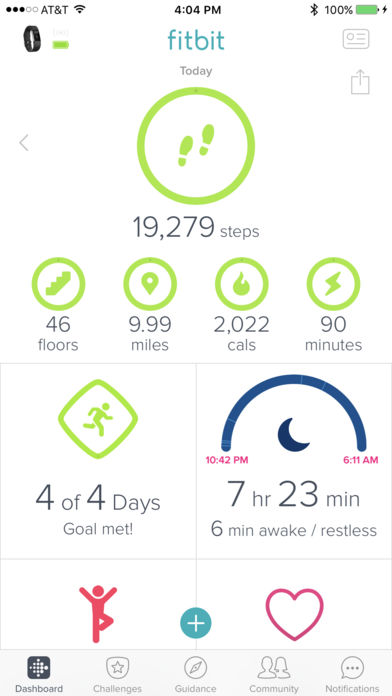 AT&T 4:04 PM 100%
fitbit
Today
19,279 steps
46 9.99 2,022 90
floors miles cals minutes
4 of 4 Days
Goal met!
10:42 PM 6:11 AM
7 hr 23 min
6 min awake / restless
Dashboard Challenges Guidance Community Notifications